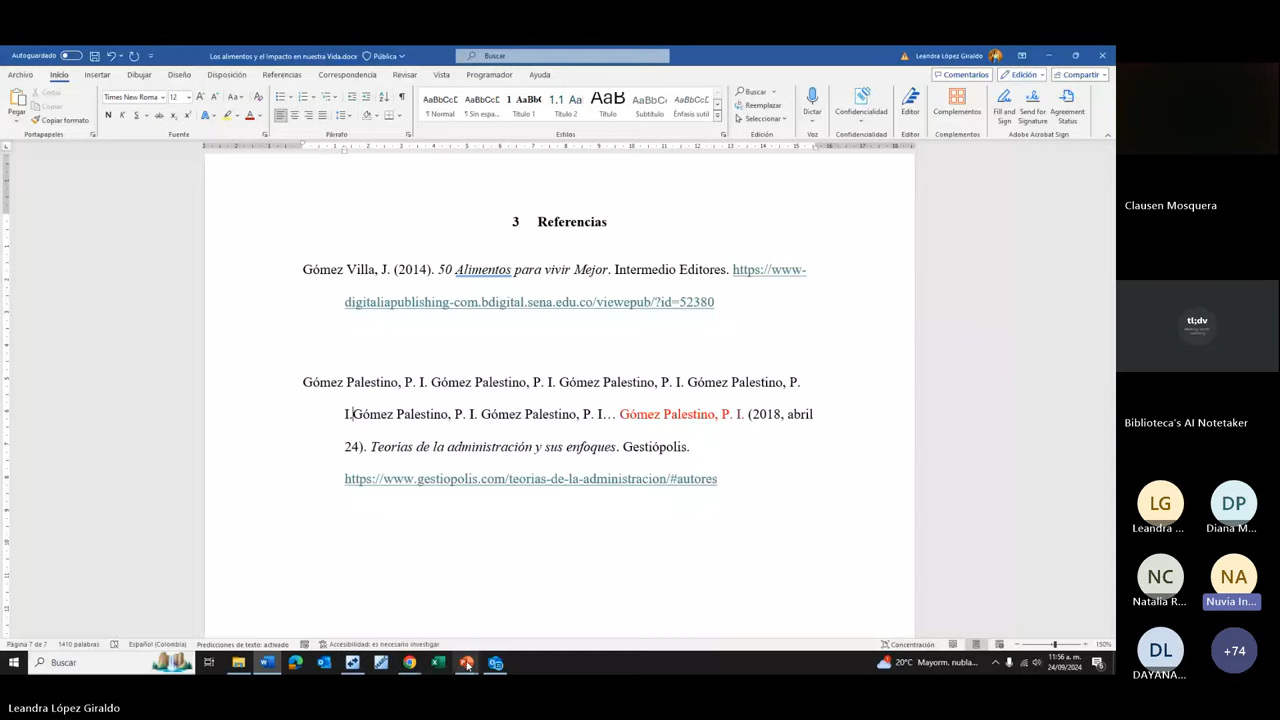 Autoguardado
Los alimentos y el Impacto en nuestra Vida.docx
Pública
Buscar
Leandra López Giraldo
Archivo Inicio Insertar Dibujar Diseño Disposición Referencias Correspondencia Revisar Vista Programador Ayuda
Comentarios Edición Compartir
Pegar
Cortar
Copiar
Copiar formato
Times New Roma 12
N K S
AaBbCcD AaBbCcD 1 AaBbC 1.1 Aa AaB AaBbC AaBbCcD
¶ Normal ¶ Sin espa... Título 1 Título 2 Título Subtítulo Énfasis sutil
Buscar
Reemplazar
Seleccionar
Dictar
Confidencialidad
Editor
Complementos
Fill and Sign
Send for Signature
Agreement Status
Portapapeles Fuente Párrafo Estilos Edición Voz Confidencialidad Editor Complementos Adobe Acrobat Sign
3 Referencias
Gómez Villa, J. (2014). 50 Alimentos para vivir Mejor. Intermedio Editores. https://www-
digitaliapublishing-com.bdigital.sena.edu.co/viewepub/?id=52380
Gómez Palestino, P. I. Gómez Palestino, P. I. Gómez Palestino, P. I. Gómez Palestino, P.
I.Gómez Palestino, P. I. Gómez Palestino, P. I… Gómez Palestino, P. I. (2018, abril
24). Teorías de la administración y sus enfoques. Gestiópolis.
https://www.gestiopolis.com/teorias-de-la-administracion/#autores
Página 7 de 7 1410 palabras Español (Colombia) Predicciones de texto: activado Accesibilidad: es necesario investigar
Concentración
150%
Buscar
20°C Mayorm. nubla...
11:56 a. m.
24/09/2024
Clausen Mosquera
tl;dv
Biblioteca's AI Notetaker
LG
Leandra ...
DP
Diana M...
NC
Natalia R...
NA
Nuvia In...
DL
DAYANA...
+74
Leandra López Giraldo